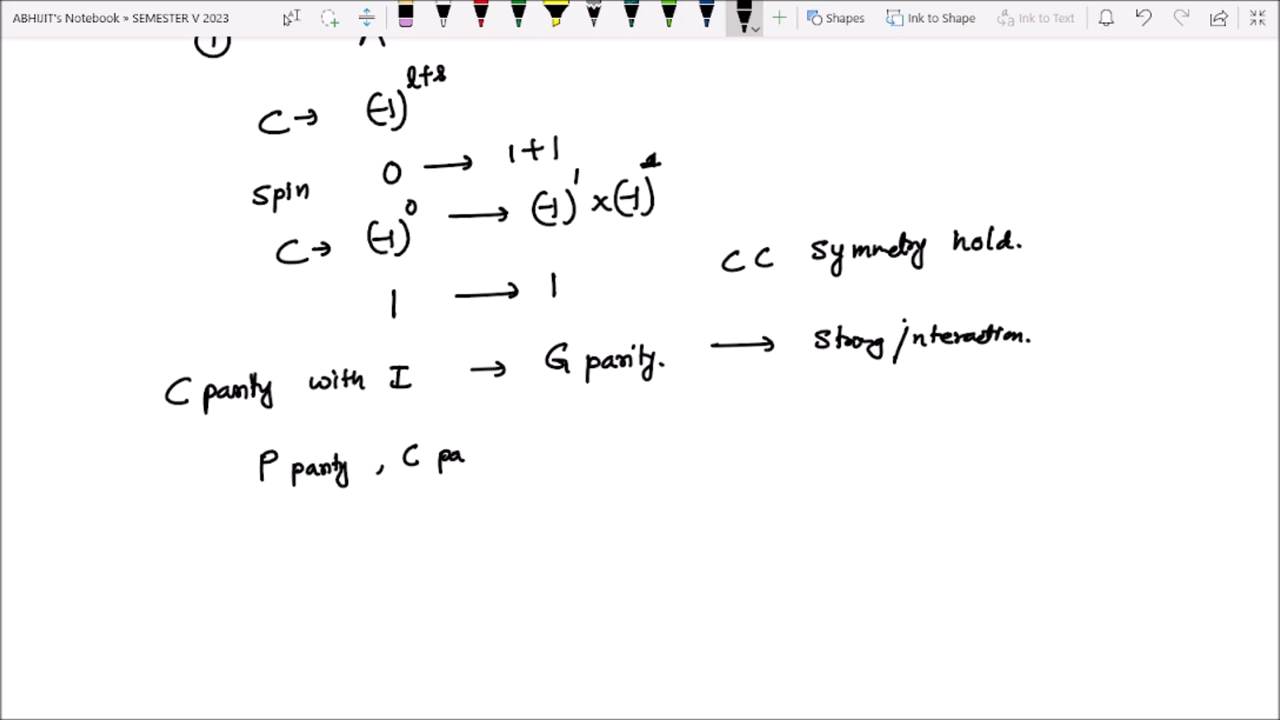 ABHIJIT's Notebook » SEMESTER V 2023
Shapes
Ink to Shape
Ink to Text
1
C → (-1)^{l+s}
Spin 0 → 1+1
C → (-1)^0 → (-1)^1 x (-1)^1
1 → 1
CC Symmetry hold.
C parity with I → G parity. → Strong interaction.
P parity, C pa